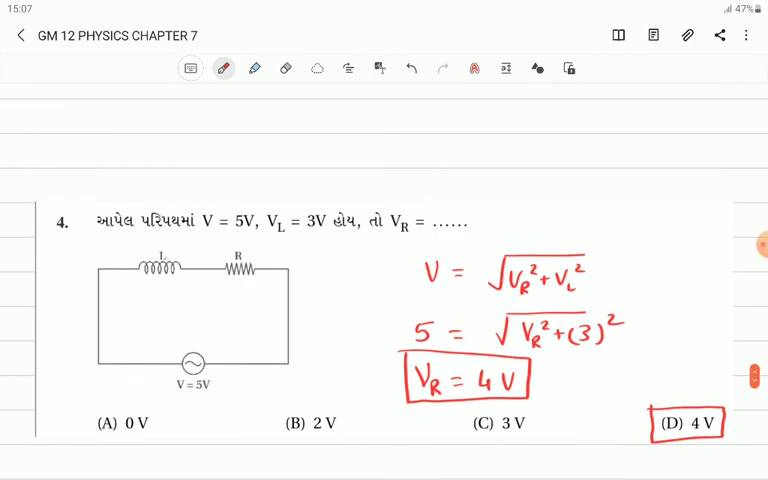 15:07 47%
GM 12 PHYSICS CHAPTER 7
4. આપેલ પરિપથમાં V = 5V, V_L = 3V હોય, તો V_R = ......
L R
V = √(V_R² + V_L²)
5 = √(V_R² + (3)²
V_R = 4 V
V = 5V
(A) 0 V (B) 2 V (C) 3 V (D) 4 V